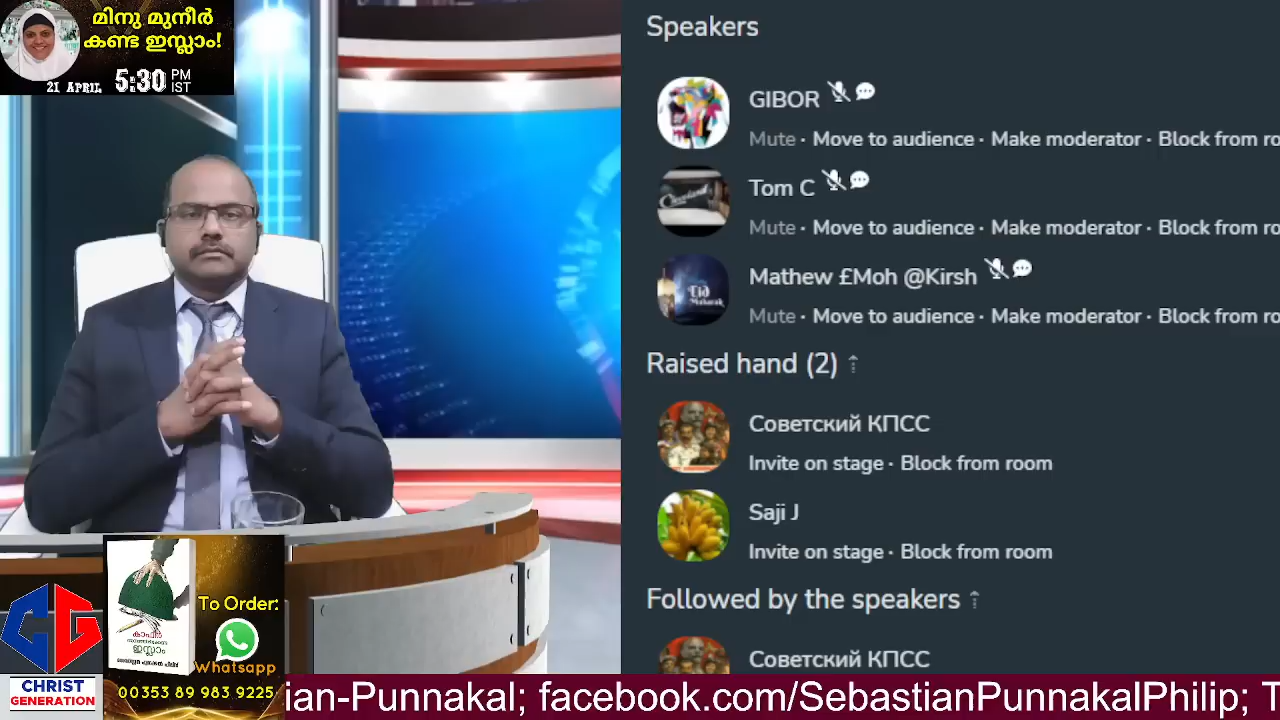 മിനു മുനീർ
കണ്ട ഇസ്ലാം!
21 APRIL 5:30 PM IST
Speakers
GIBOR
Mute · Move to audience · Make moderator · Block from ro
Tom C
Mute · Move to audience · Make moderator · Block from ro
Mathew £Moh @Kirsh
Eid Mubarak
Mute · Move to audience · Make moderator · Block from ro
Raised hand (2)
Советский КПСС
Invite on stage · Block from room
Saji J
Invite on stage · Block from room
Followed by the speakers
Советский КПСС
കാഫിർ
ഇസ്ലാം
To Order:
Whatsapp
00353 89 983 9225
CG
CHRIST
GENERATION
ian-Punnakal; facebook.com/SebastianPunnakalPhilip; T